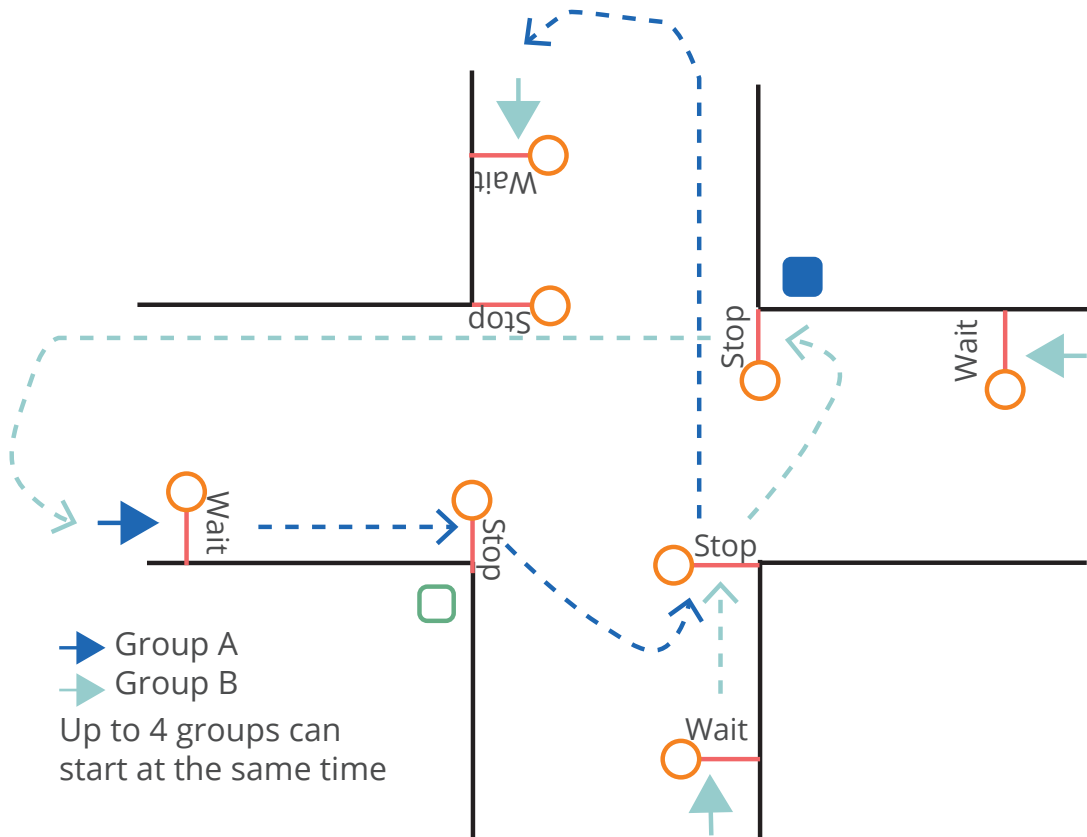 Wait
Stop
Stop
Wait
Wait
Stop
Stop
Wait
Group A
Group B
Up to 4 groups can
start at the same time